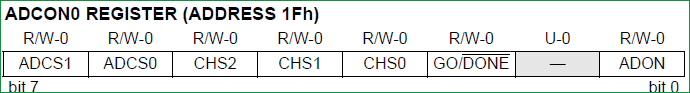 ADCON0 REGISTER (ADDRESS 1Fh)
R/W-0 R/W-0 R/W-0 R/W-0 R/W-0 R/W-0 U-0 R/W-0
ADCS1 ADCS0 CHS2 CHS1 CHS0 GO/DONE — ADON
bit 7 bit 0